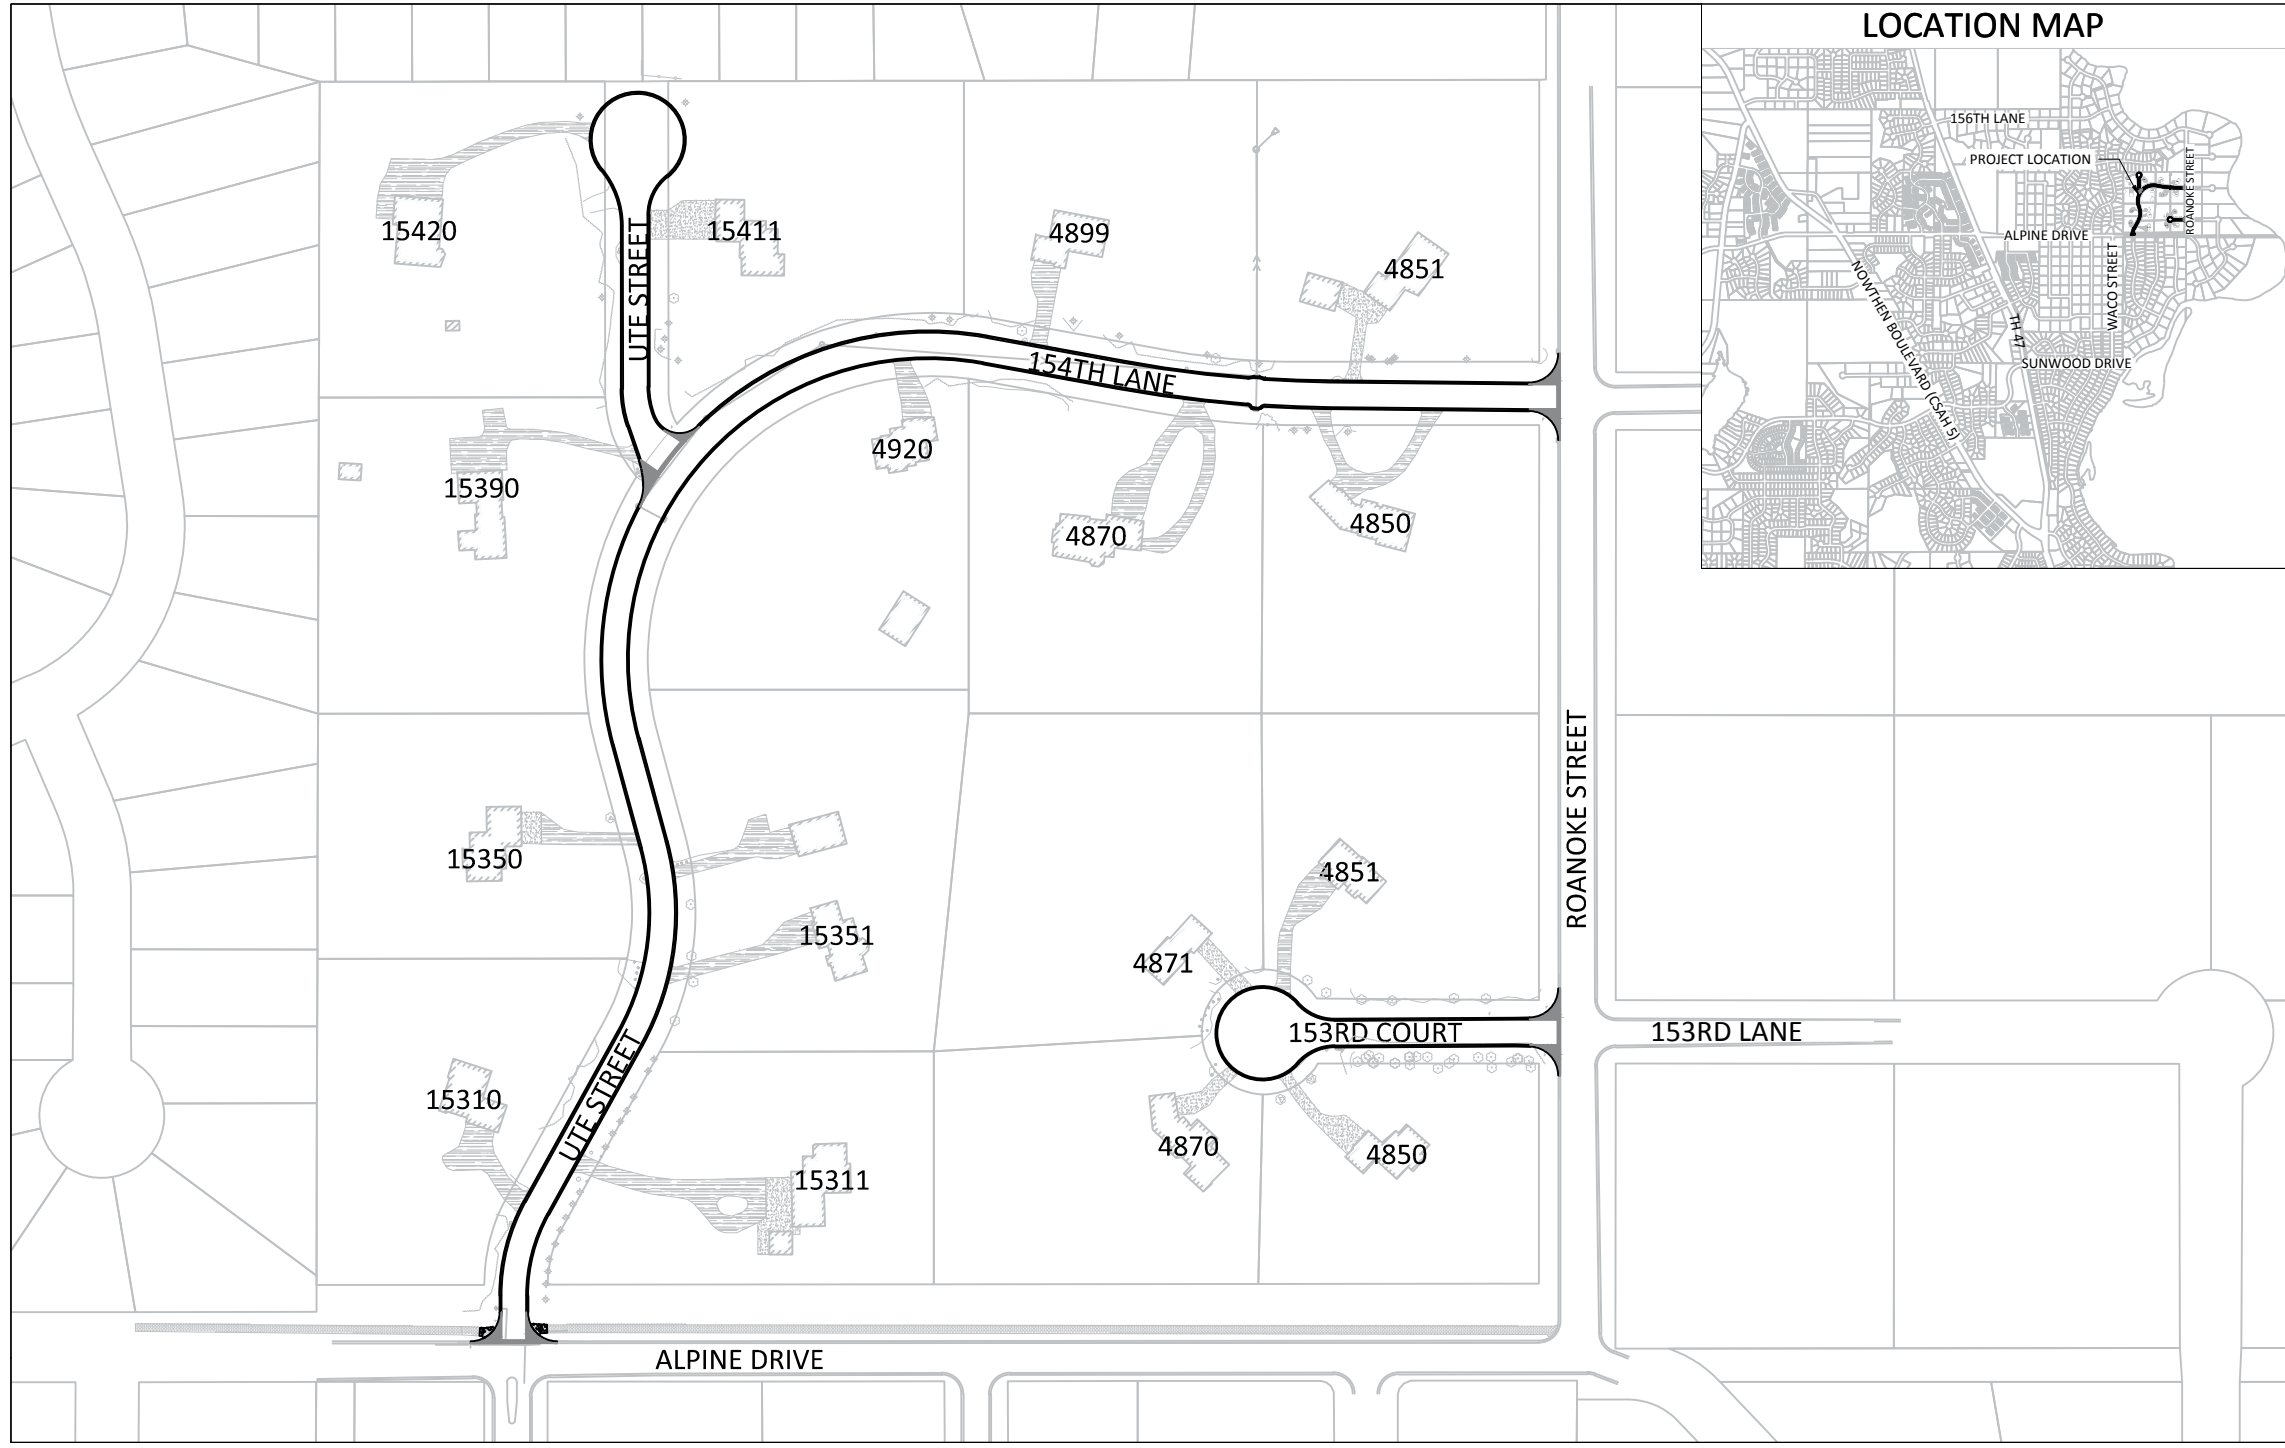 LOCATION MAP
156TH LANE
PROJECT LOCATION
ROANOKE STREET
ALPINE DRIVE
WACO STREET
NOWTHEN BOULEVARD (CSAH 5)
TH 47
SUNWOOD DRIVE
15420
UTE STREET
15411
4899
4851
154TH LANE
15390
4920
4870
4850
ROANOKE STREET
15350
15351
4851
4871
153RD COURT
153RD LANE
15310
UTE STREET
15311
4870
4850
ALPINE DRIVE